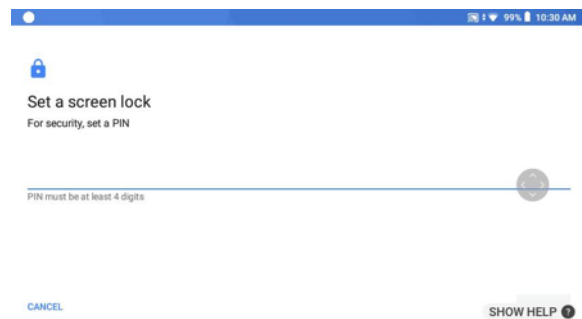 99% 10:30 AM
Set a screen lock
For security, set a PIN
PIN must be at least 4 digits
CANCEL
SHOW HELP ?